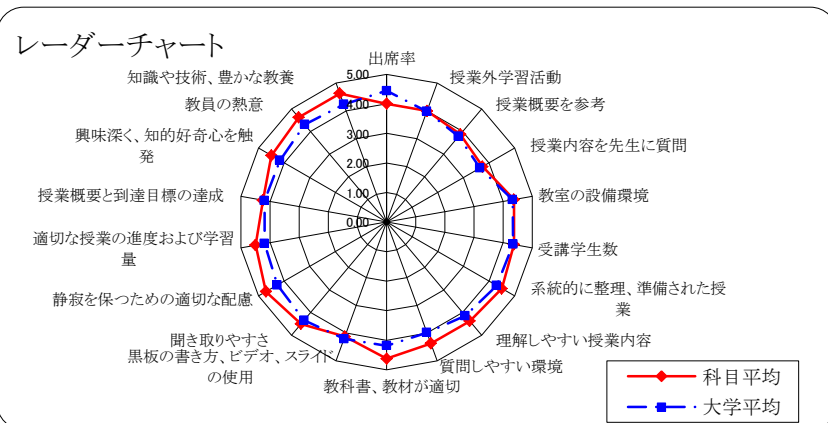 レーダーチャート
出席率
授業外学習活動
授業概要を参考
授業内容を先生に質問
教室の設備環境
受講学生数
系統的に整理、準備された授
業
理解しやすい授業内容
質問しやすい環境
教科書、教材が適切
黒板の書き方、ビデオ、スライド
の使用
聞き取りやすさ
静寂を保つための適切な配慮
適切な授業の進度および学習
量
授業概要と到達目標の達成
興味深く、知的好奇心を触
発
教員の熱意
知識や技術、豊かな教養
5.00
4.00
3.00
2.00
1.00
0.00
科目平均
大学平均